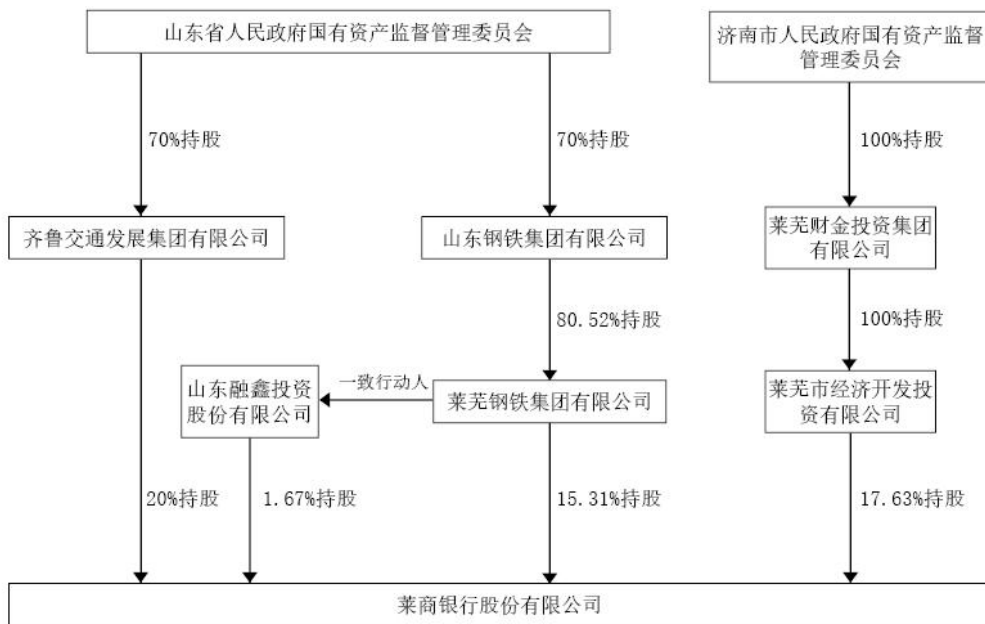 山东省人民政府国有资产监督管理委员会
济南市人民政府国有资产监督
管理委员会
70%持股
70%持股
100%持股
齐鲁交通发展集团有限公司
山东钢铁集团有限公司
莱芜财金投资集团
有限公司
80.52%持股
100%持股
山东融鑫投资
股份有限公司
一致行动人
莱芜钢铁集团有限公司
莱芜市经济开发投
资有限公司
20%持股
1.67%持股
15.31%持股
17.63%持股
莱商银行股份有限公司